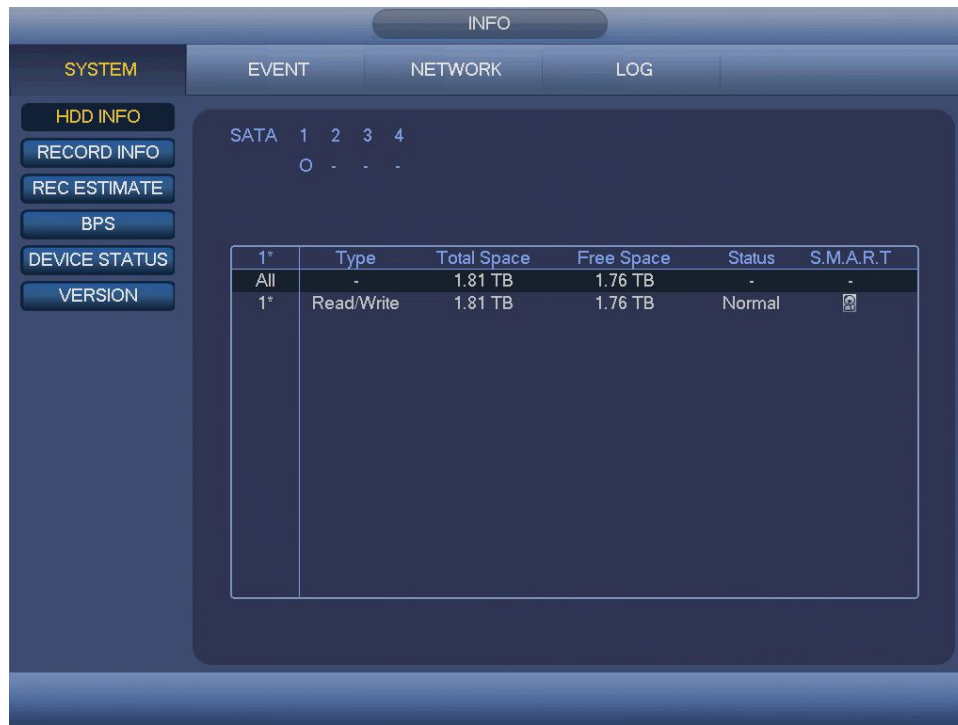 INFO
SYSTEM EVENT NETWORK LOG
HDD INFO
RECORD INFO
REC ESTIMATE
BPS
DEVICE STATUS
VERSION
SATA 1 2 3 4
O - - -
1* Type Total Space Free Space Status S.M.A.R.T
All - 1.81 TB 1.76 TB - -
1* Read/Write 1.81 TB 1.76 TB Normal